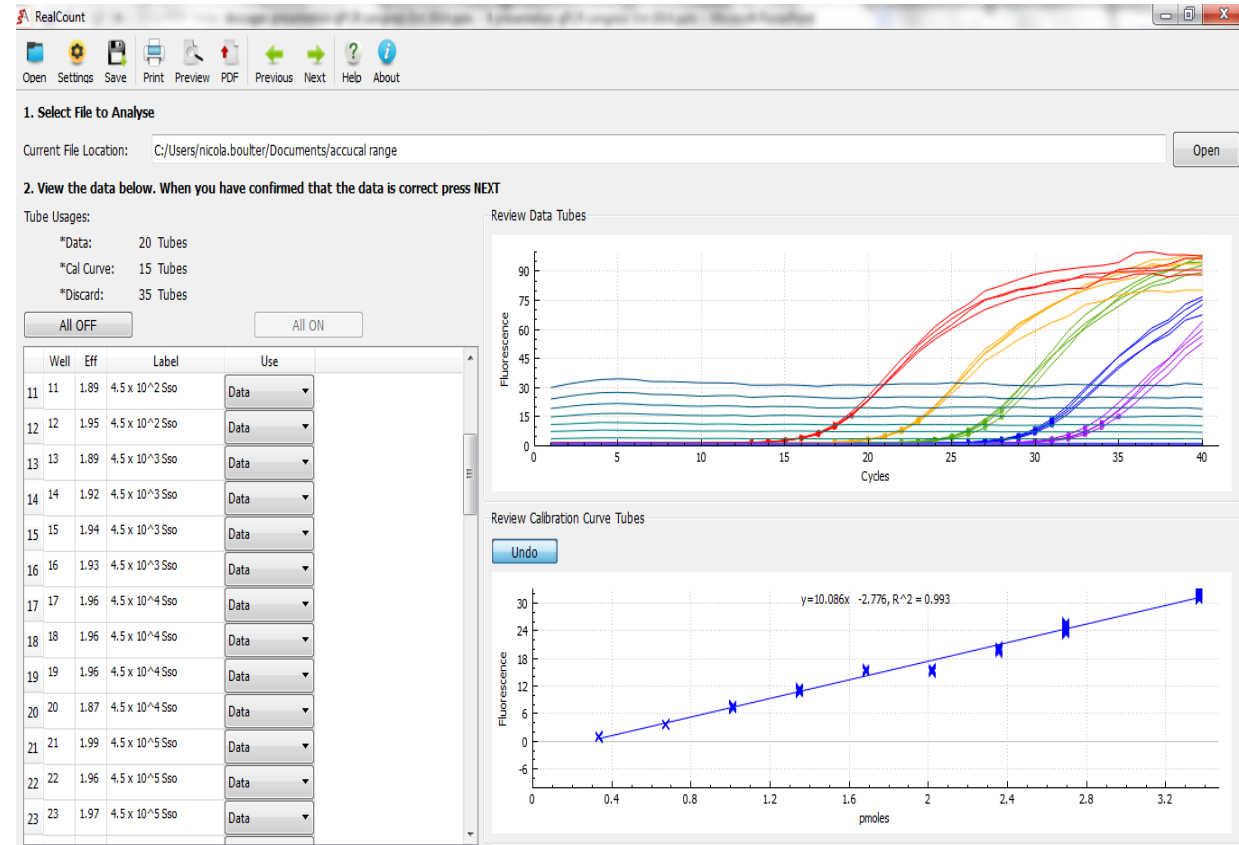 RealCount
Open Settings Save Print Preview PDF Previous Next Help About
1. Select File to Analyse
Current File Location: C:/Users/nicola.boulter/Documents/accucal range Open
2. View the data below. When you have confirmed that the data is correct press NEXT
Tube Usages:
*Data: 20 Tubes
*Cal Curve: 15 Tubes
*Discard: 35 Tubes
All OFF All ON
Well Eff Label Use
11 11 1.89 4.5 x 10^2 Sso Data
12 12 1.95 4.5 x 10^2 Sso Data
13 13 1.89 4.5 x 10^3 Sso Data
14 14 1.92 4.5 x 10^3 Sso Data
15 15 1.94 4.5 x 10^3 Sso Data
16 16 1.93 4.5 x 10^3 Sso Data
17 17 1.96 4.5 x 10^4 Sso Data
18 18 1.96 4.5 x 10^4 Sso Data
19 19 1.96 4.5 x 10^4 Sso Data
20 20 1.87 4.5 x 10^4 Sso Data
21 21 1.99 4.5 x 10^5 Sso Data
22 22 1.96 4.5 x 10^5 Sso Data
23 23 1.97 4.5 x 10^5 Sso Data
Review Data Tubes
Fluorescence
90
75
60
45
30
15
0
0 5 10 15 20 25 30 35 40
Cycles
Review Calibration Curve Tubes
Undo
y=10.086x -2.776, R^2 = 0.993
Fluorescence
30
24
18
12
6
0
-6
0 0.4 0.8 1.2 1.6 2 2.4 2.8 3.2
pmoles